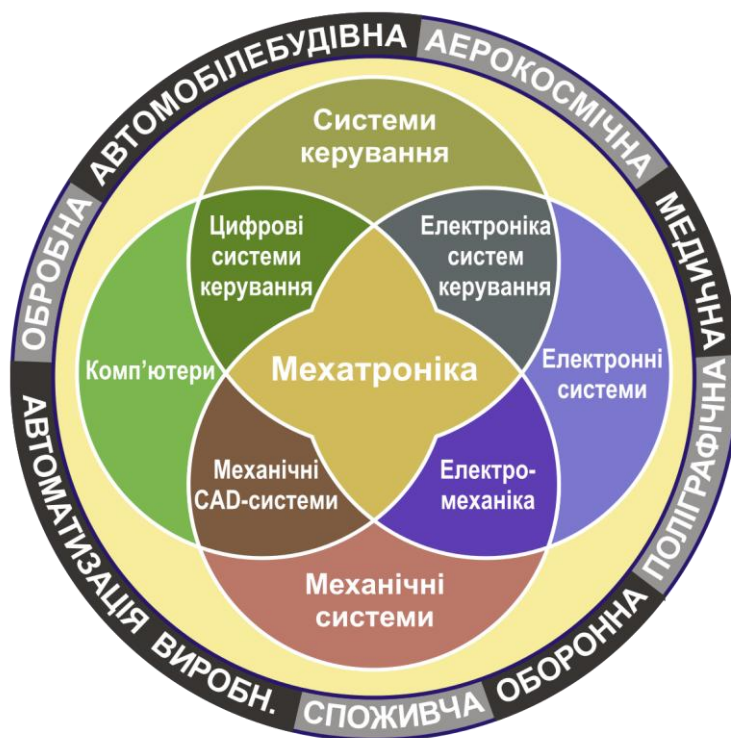 АВТОМОБІЛЕБУДІВНА
АЕРОКОСМІЧНА
МЕДИЧНА
ПОЛІГРАФІЧНА
ОБОРОННА
СПОЖИВЧА
АВТОМАТИЗАЦІЯ ВИРОБН.
ОБРОБНА
Системи
керування
Цифрові
системи
керування
Електроніка
систем
керування
Комп’ютери
Мехатроніка
Електронні
системи
Механічні
CAD-системи
Електро-
механіка
Механічні
системи